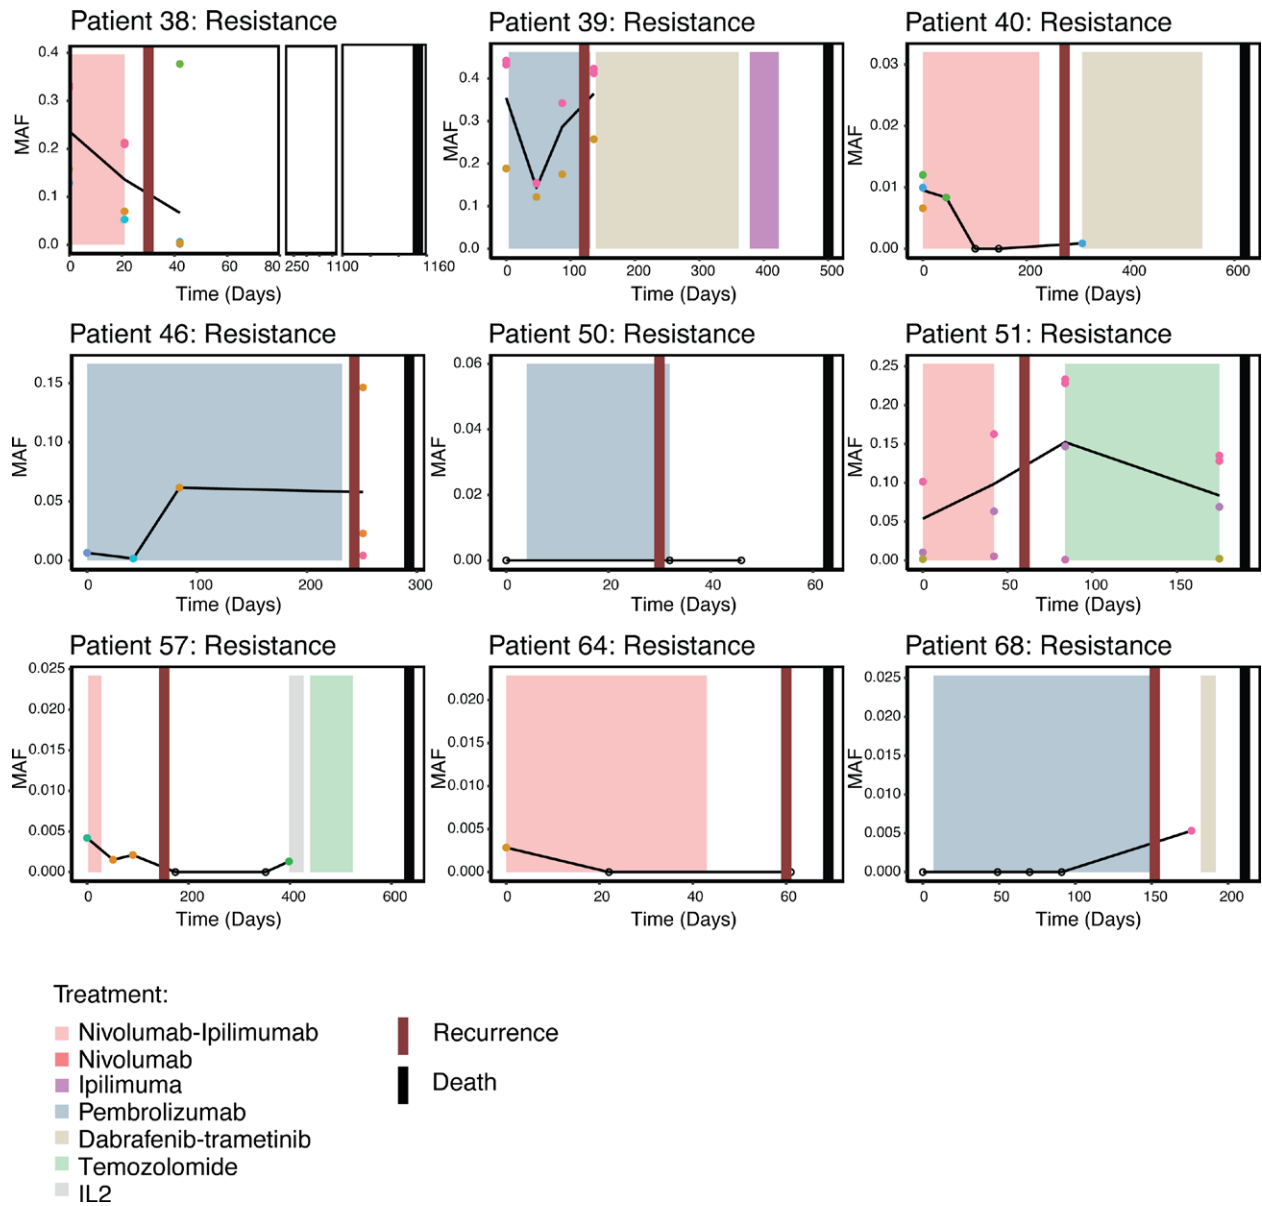 Patient 38: Resistance
Patient 39: Resistance
Patient 40: Resistance
0.4
0.3
0.2
0.1
0.0
MAF
0 20 40 60 80 250 1100 1160
Time (Days)
0.4
0.3
0.2
0.1
0.0
MAF
0 100 200 300 400 500
Time (Days)
0.03
0.02
0.01
0.00
MAF
0 200 400 600
Time (Days)
Patient 46: Resistance
Patient 50: Resistance
Patient 51: Resistance
0.15
0.10
0.05
0.00
MAF
0 100 200 300
Time (Days)
0.06
0.04
0.02
0.00
MAF
0 20 40 60
Time (Days)
0.25
0.20
0.15
0.10
0.05
0.00
MAF
0 50 100 150
Time (Days)
Patient 57: Resistance
Patient 64: Resistance
Patient 68: Resistance
0.025
0.020
0.015
0.010
0.005
0.000
MAF
0 200 400 600
Time (Days)
0.020
0.015
0.010
0.005
0.000
MAF
0 20 40 60
Time (Days)
0.025
0.020
0.015
0.010
0.005
0.000
MAF
0 50 100 150 200
Time (Days)
Treatment:
Nivolumab-Ipilimumab
Nivolumab
Ipilimuma
Pembrolizumab
Dabrafenib-trametinib
Temozolomide
IL2
Recurrence
Death